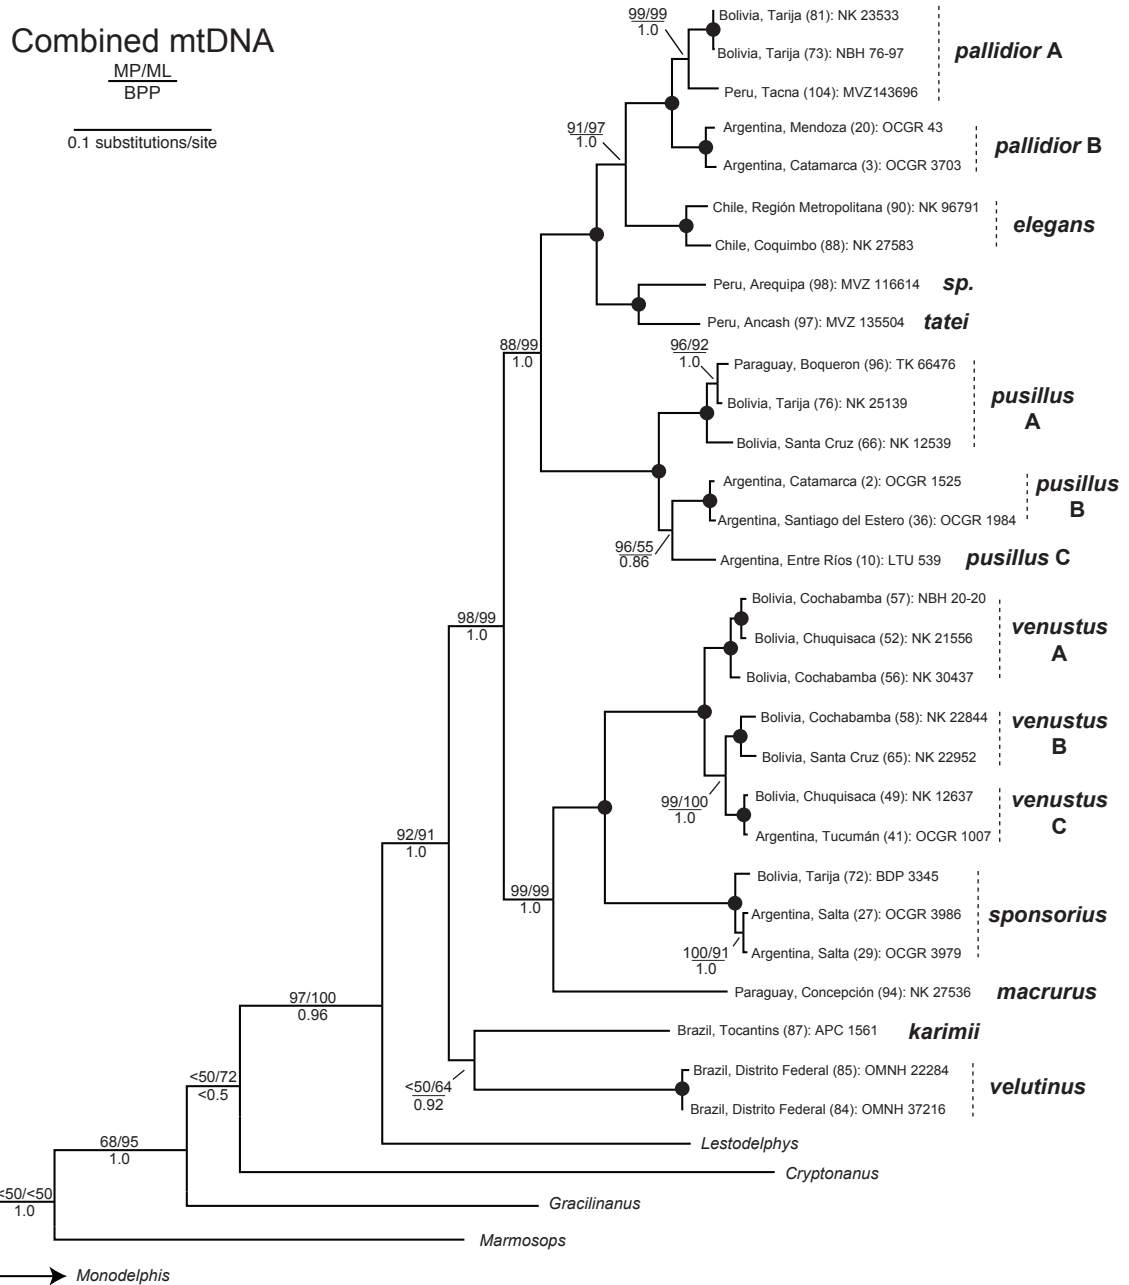 Combined mtDNA
MP/ML
BPP
0.1 substitutions/site
99/99
1.0
Bolivia, Tarija (81): NK 23533
Bolivia, Tarija (73): NBH 76-97
Peru, Tacna (104): MVZ143696
pallidior A
91/97
1.0
Argentina, Mendoza (20): OCGR 43
Argentina, Catamarca (3): OCGR 3703
pallidior B
Chile, Región Metropolitana (90): NK 96791
Chile, Coquimbo (88): NK 27583
elegans
Peru, Arequipa (98): MVZ 116614
sp.
Peru, Ancash (97): MVZ 135504
tatei
88/99
1.0
96/92
1.0
Paraguay, Boqueron (96): TK 66476
Bolivia, Tarija (76): NK 25139
Bolivia, Santa Cruz (66): NK 12539
pusillus
A
Argentina, Catamarca (2): OCGR 1525
Argentina, Santiago del Estero (36): OCGR 1984
pusillus
B
96/55
0.86
Argentina, Entre Ríos (10): LTU 539
pusillus C
98/99
1.0
Bolivia, Cochabamba (57): NBH 20-20
Bolivia, Chuquisaca (52): NK 21556
Bolivia, Cochabamba (56): NK 30437
venustus
A
Bolivia, Cochabamba (58): NK 22844
Bolivia, Santa Cruz (65): NK 22952
venustus
B
99/100
1.0
Bolivia, Chuquisaca (49): NK 12637
Argentina, Tucumán (41): OCGR 1007
venustus
C
92/91
1.0
99/99
1.0
Bolivia, Tarija (72): BDP 3345
Argentina, Salta (27): OCGR 3986
Argentina, Salta (29): OCGR 3979
sponsorius
100/91
1.0
Paraguay, Concepción (94): NK 27536
macrurus
97/100
0.96
Brazil, Tocantins (87): APC 1561
karimii
<50/64
0.92
Brazil, Distrito Federal (85): OMNH 22284
Brazil, Distrito Federal (84): OMNH 37216
velutinus
<50/72
<0.5
Lestodelphys
68/95
1.0
Cryptonanus
<50/<50
1.0
Gracilinanus
Marmosops
Monodelphis